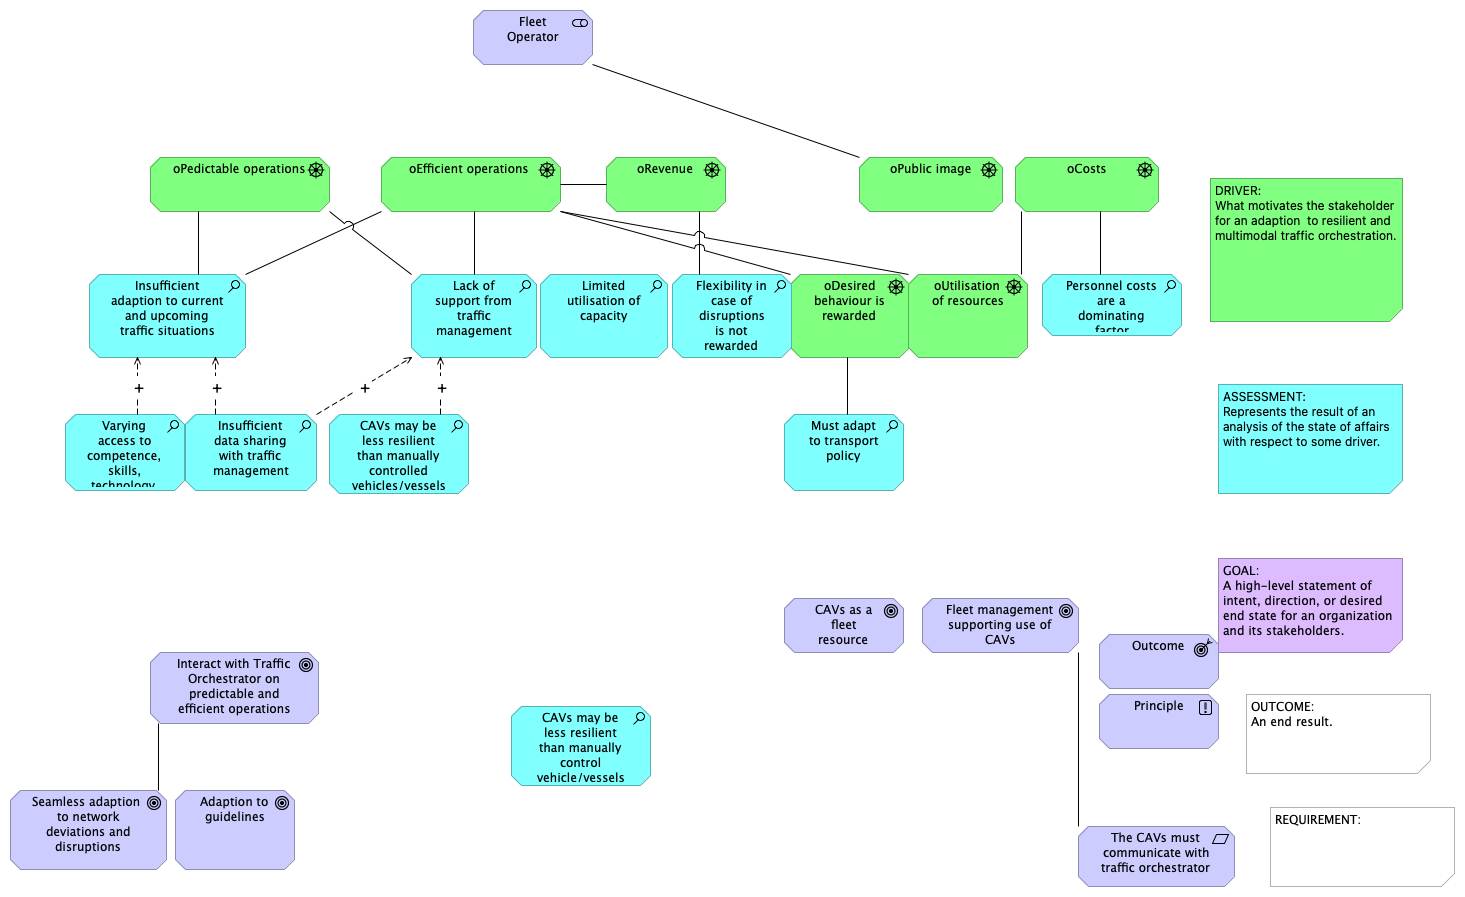 Fleet
Operator
oPedictable operations
oEfficient operations
oRevenue
oPublic image
oCosts
DRIVER:
What motivates the stakeholder
for an adaption to resilient and
multimodal traffic orchestration.
Insufficient
adaption to current
and upcoming
traffic situations
Lack of
support from
traffic
management
Limited
utilisation of
capacity
Flexibility in
case of
disruptions
is not
rewarded
oDesired
behaviour is
rewarded
oUtilisation
of resources
Personnel costs
are a
dominating
factor
+
+
+
+
Varying
access to
competence,
skills,
technology
Insufficient
data sharing
with traffic
management
CAVs may be
less resilient
than manually
controlled
vehicles/vessels
Must adapt
to transport
policy
ASSESSMENT:
Represents the result of an
analysis of the state of affairs
with respect to some driver.
CAVs as a
fleet
resource
Fleet management
supporting use of
CAVs
GOAL:
A high-level statement of
intent, direction, or desired
end state for an organization
and its stakeholders.
Outcome
Interact with Traffic
Orchestrator on
predictable and
efficient operations
CAVs may be
less resilient
than manually
control
vehicle/vessels
Principle
OUTCOME:
An end result.
Seamless adaption
to network
deviations and
disruptions
Adaption to
guidelines
The CAVs must
communicate with
traffic orchestrator
REQUIREMENT: